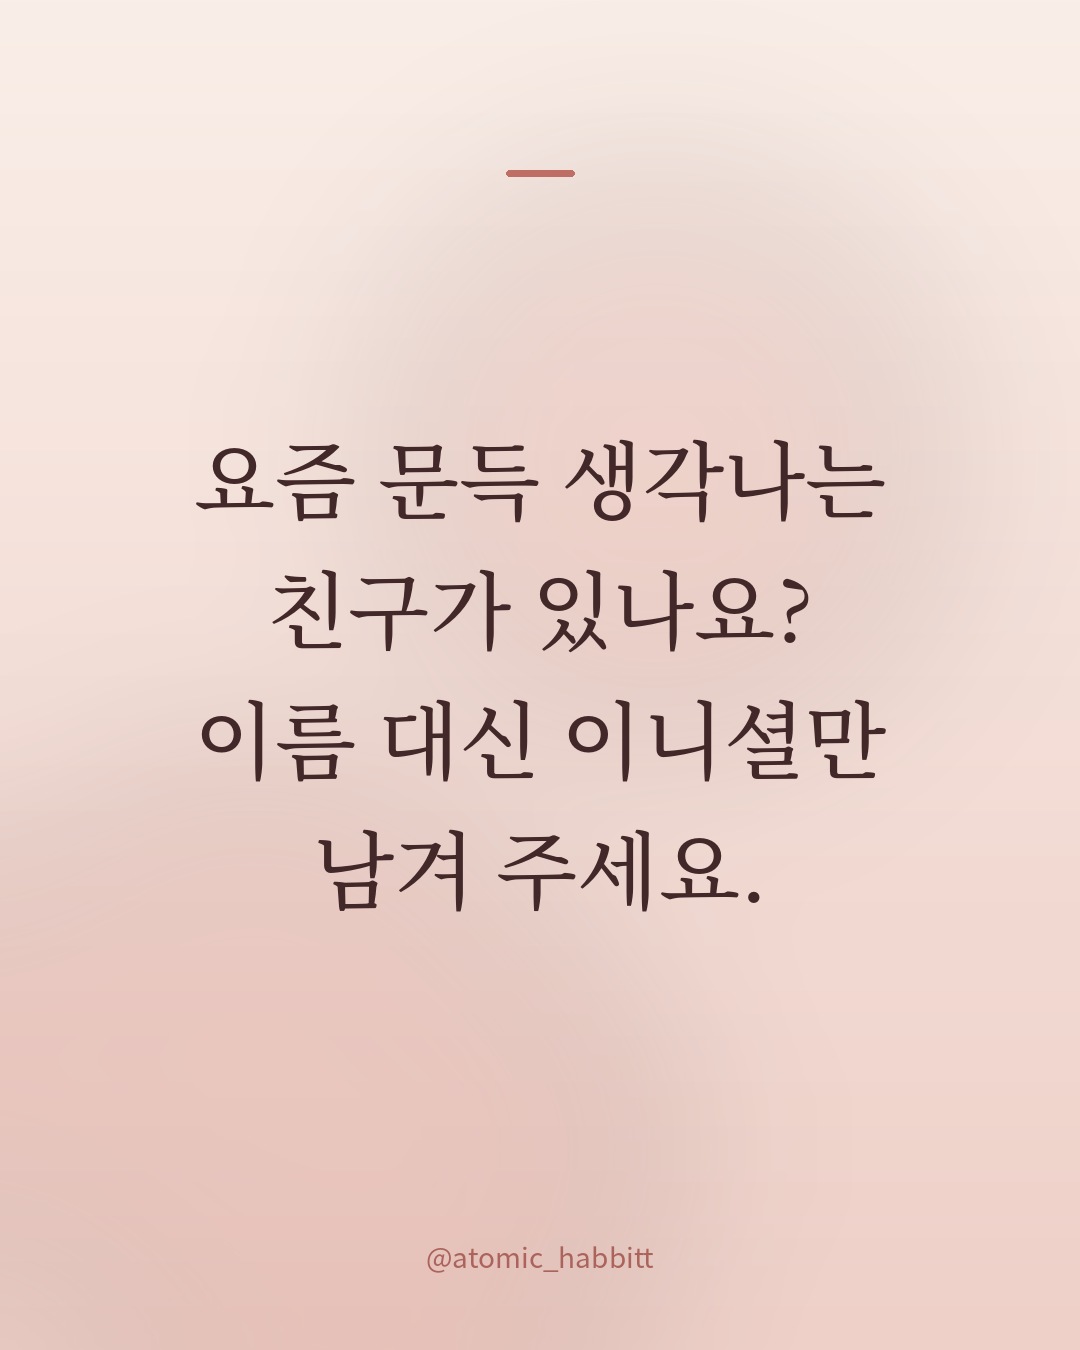 요즘 문득 생각나는
친구가 있나요?
이름 대신 이니셜만
남겨 주세요.
@atomic_habbitt